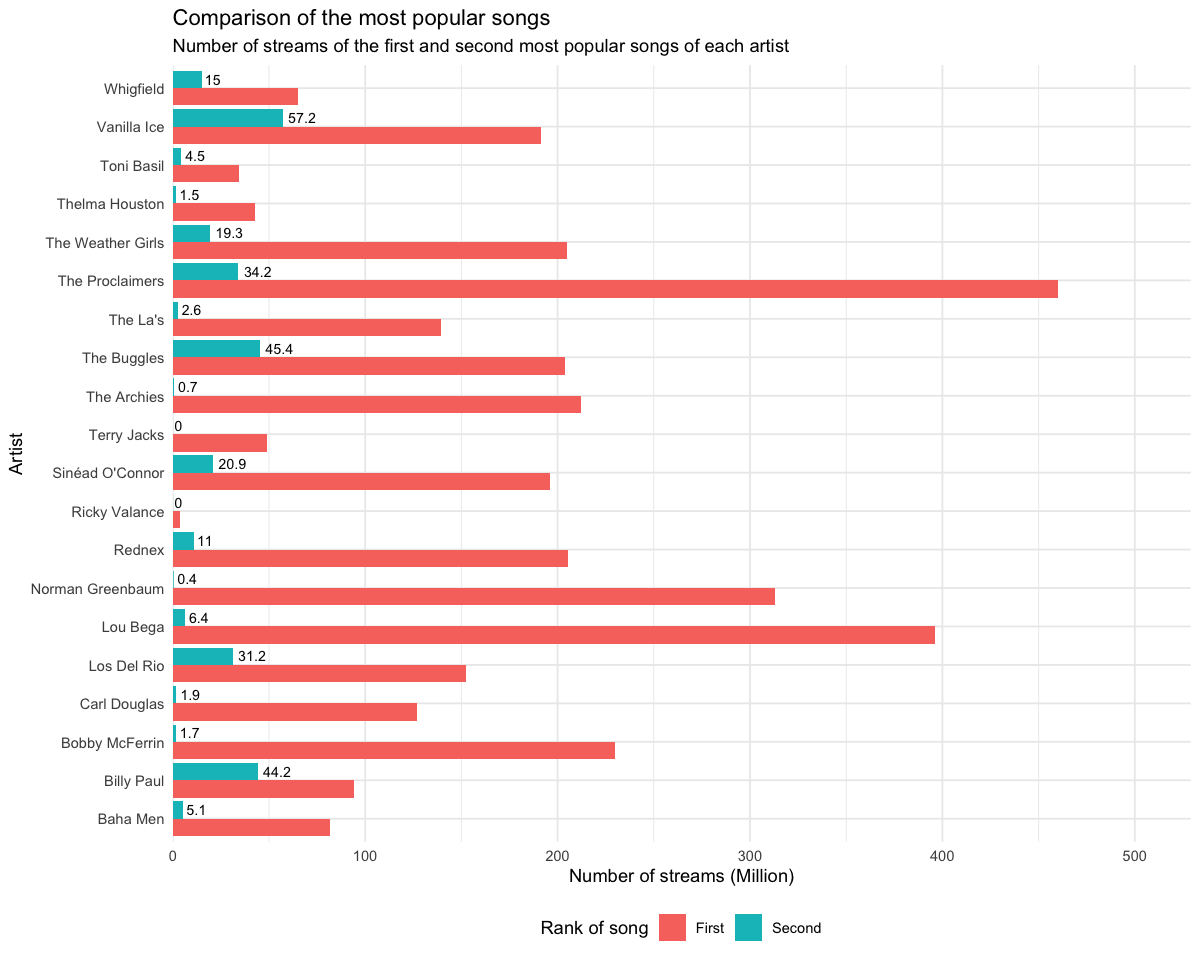 Comparison of the most popular songs
Number of streams of the first and second most popular songs of each artist
Whigfield 15
Vanilla Ice 57.2
Toni Basil 4.5
Thelma Houston 1.5
The Weather Girls 19.3
The Proclaimers 34.2
The La's 2.6
The Buggles 45.4
The Archies 0.7
Terry Jacks 0
Sinéad O'Connor 20.9
Ricky Valance 0
Rednex 11
Norman Greenbaum 0.4
Lou Bega 6.4
Los Del Rio 31.2
Carl Douglas 1.9
Bobby McFerrin 1.7
Billy Paul 44.2
Baha Men 5.1
Artist
0 100 200 300 400 500
Number of streams (Million)
Rank of song First Second